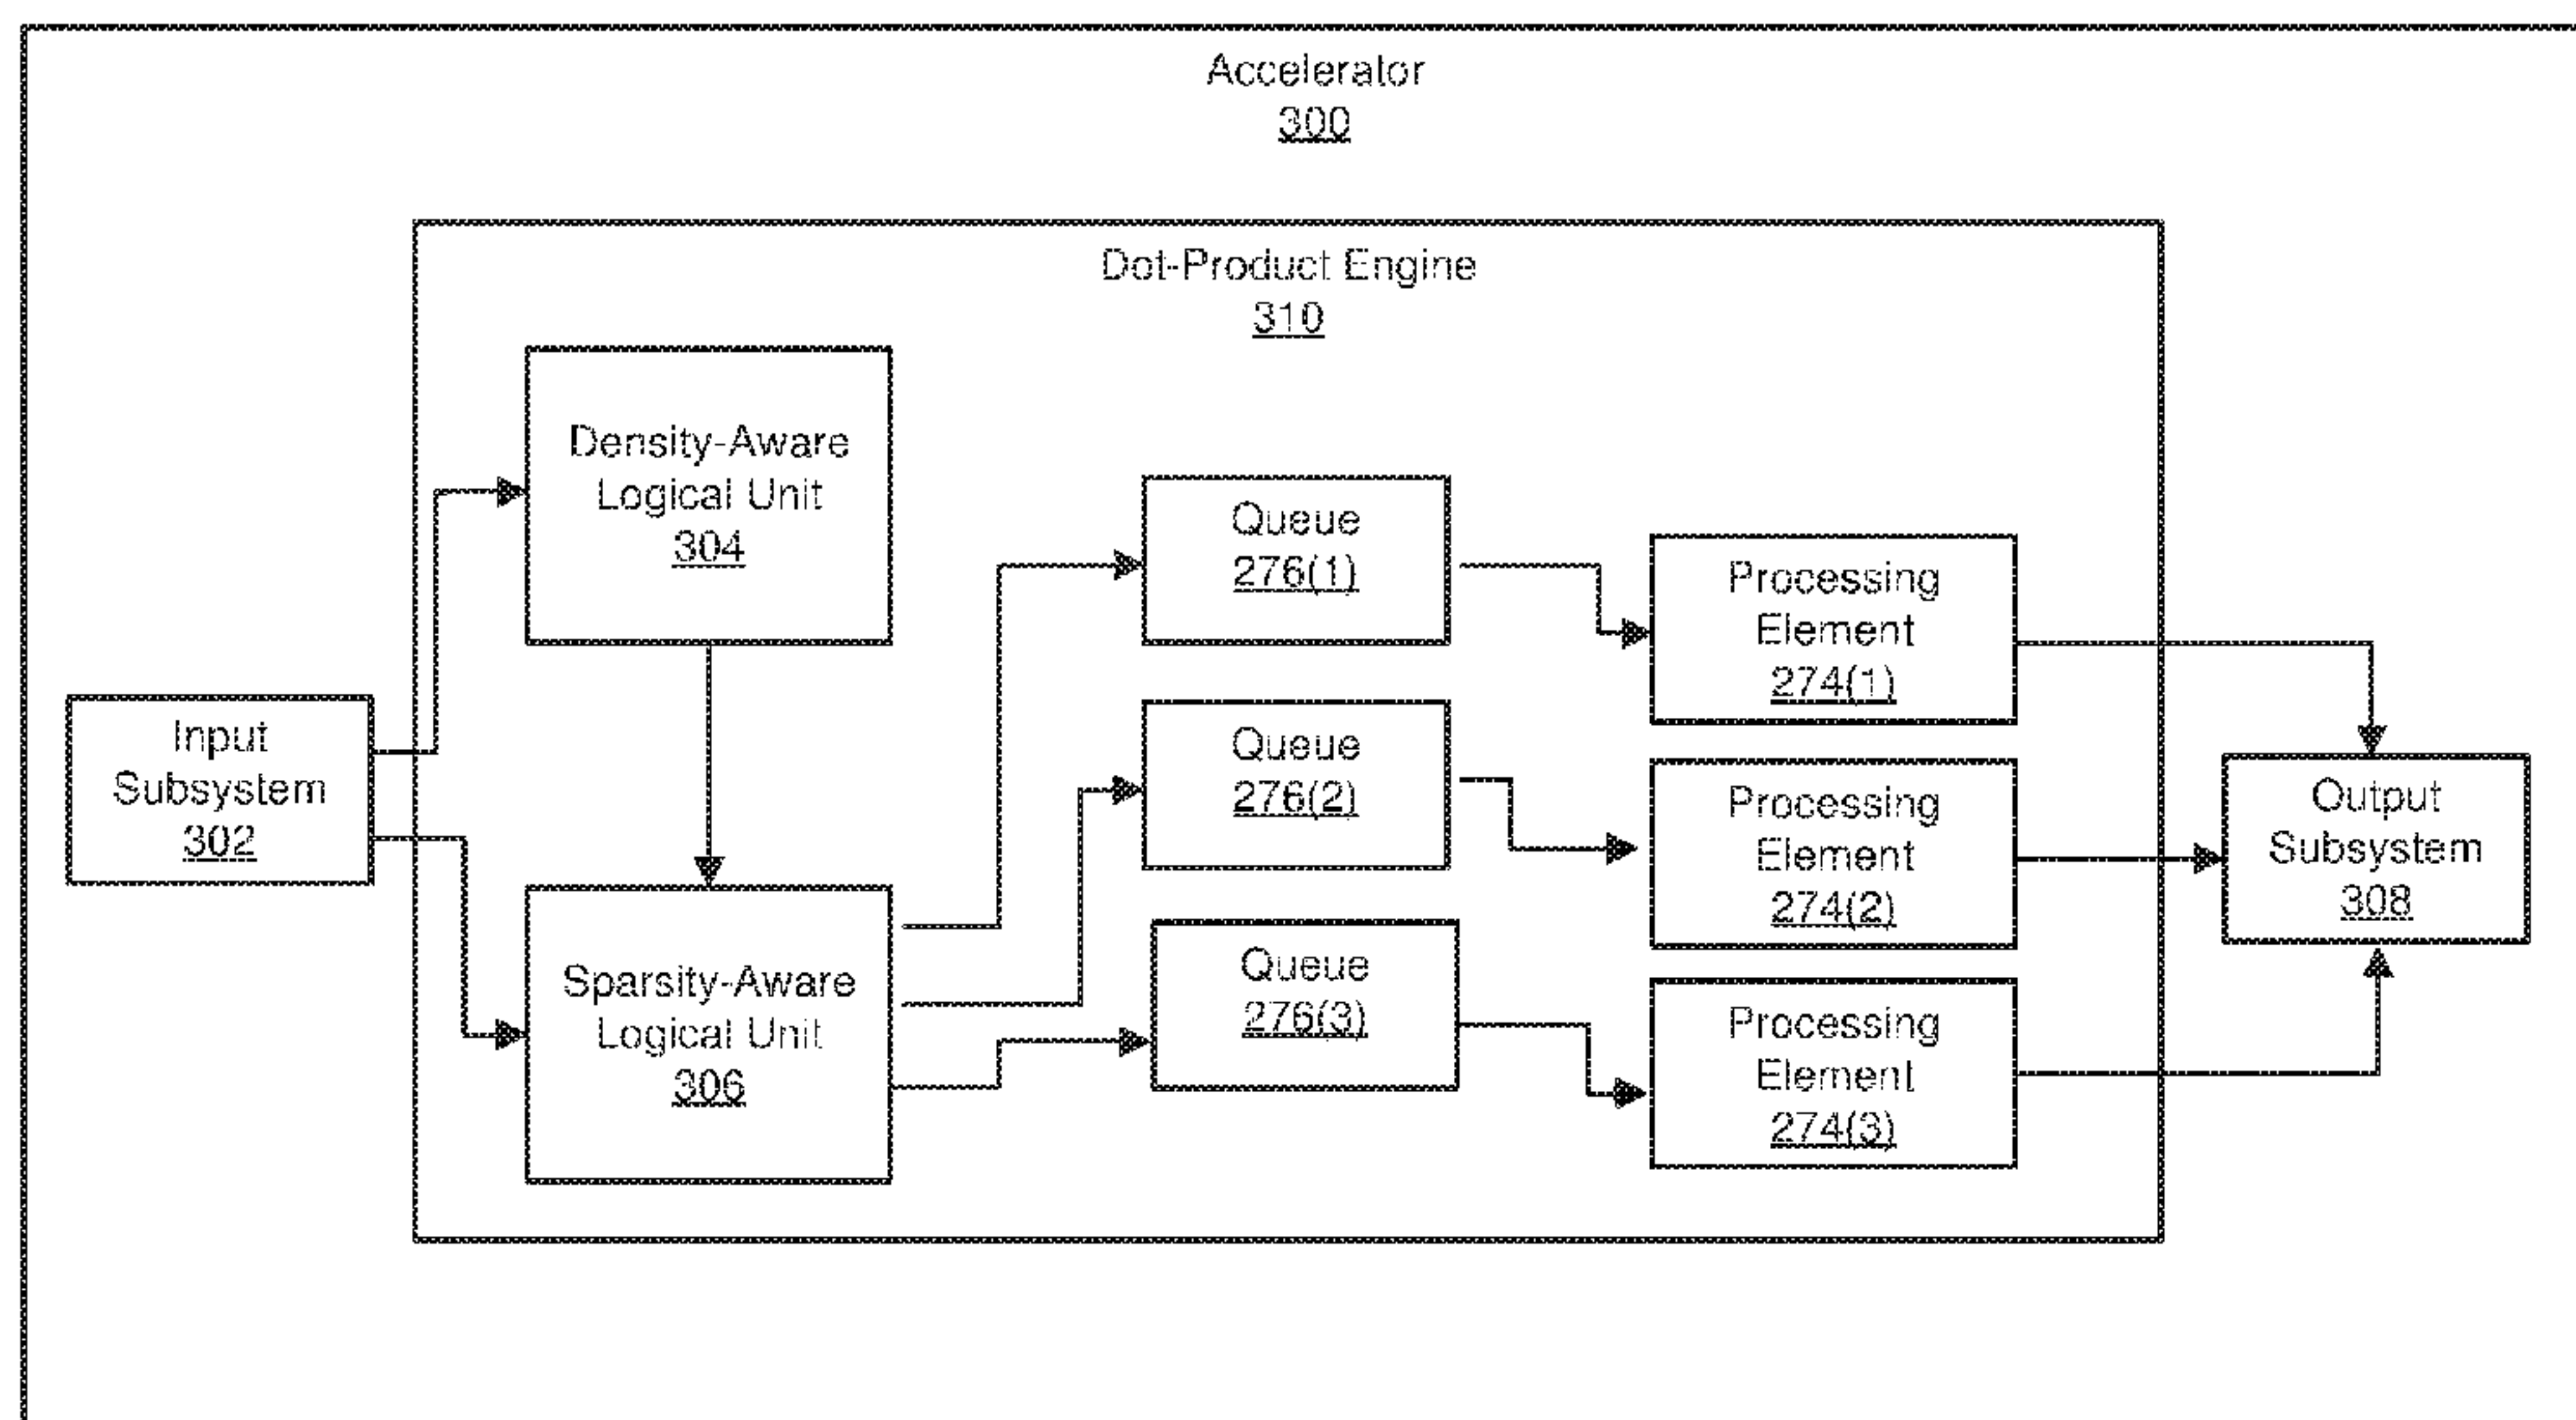 Accelerator
300
Dot-Product Engine
310
Density-Aware
Logical Unit
304
Queue
276(1)
Processing
Element
274(1)
Input
Subsystem
302
Queue
276(2)
Processing
Element
274(2)
Output
Subsystem
308
Sparsity-Aware
Logical Unit
306
Queue
276(3)
Processing
Element
274(3)